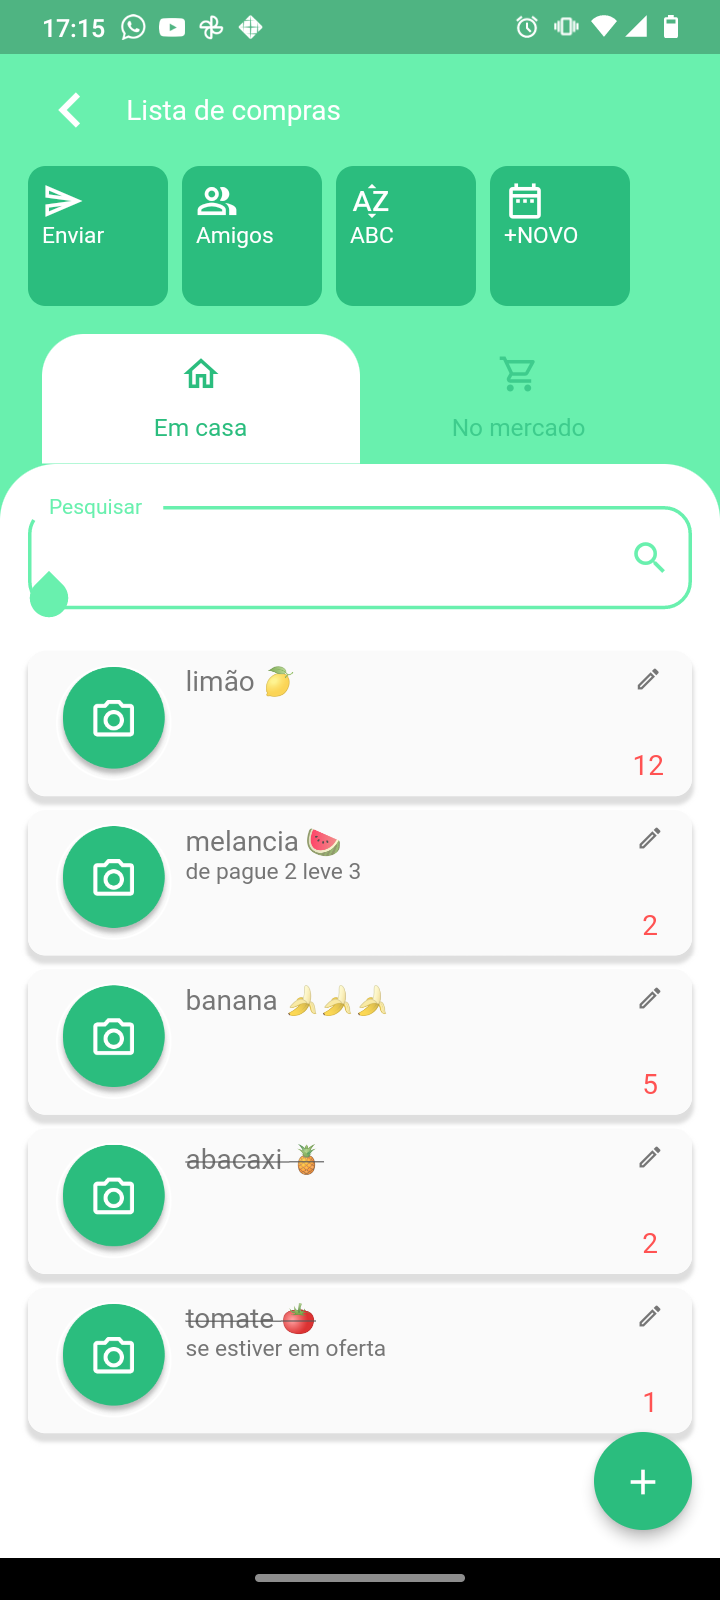 17:15
Lista de compras
Enviar
Amigos
AZ
ABC
+NOVO
Em casa
No mercado
Pesquisar
limão 🍋
12
melancia 🍉
de pague 2 leve 3
2
banana 🍌🍌🍌
5
abacaxi 🍍
2
tomate 🍅
se estiver em oferta
1